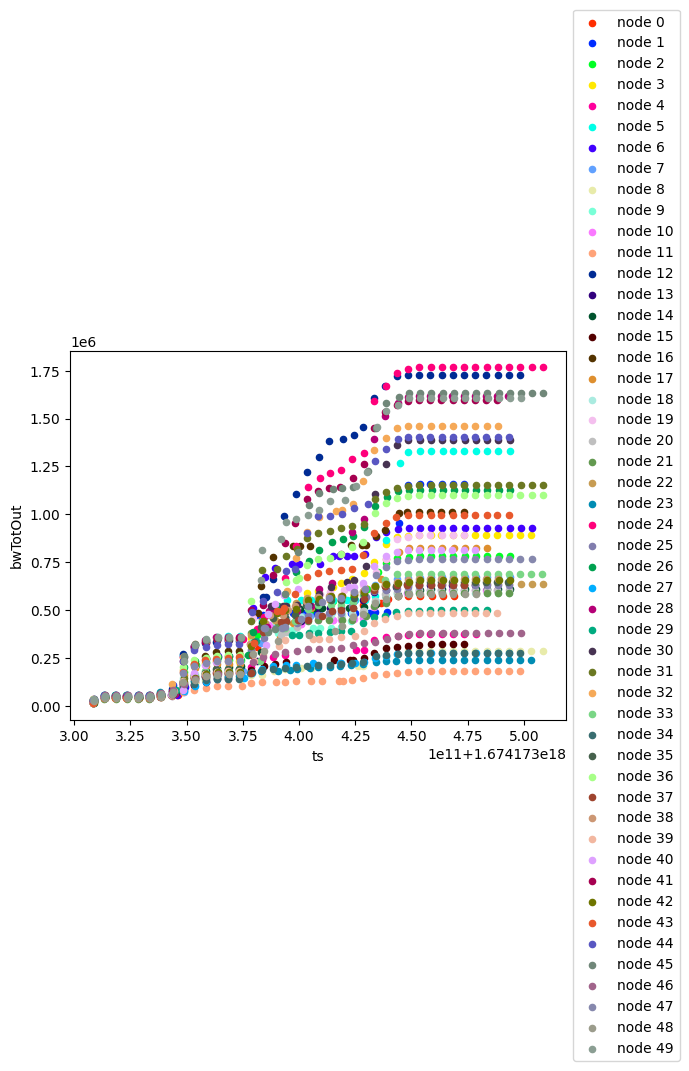 1e6
1.75
1.50
1.25
1.00
0.75
0.50
0.25
0.00
bwTotOut
3.00 3.25 3.50 3.75 4.00 4.25 4.50 4.75 5.00
1e11+1.674173e18
ts
node 0
node 1
node 2
node 3
node 4
node 5
node 6
node 7
node 8
node 9
node 10
node 11
node 12
node 13
node 14
node 15
node 16
node 17
node 18
node 19
node 20
node 21
node 22
node 23
node 24
node 25
node 26
node 27
node 28
node 29
node 30
node 31
node 32
node 33
node 34
node 35
node 36
node 37
node 38
node 39
node 40
node 41
node 42
node 43
node 44
node 45
node 46
node 47
node 48
node 49